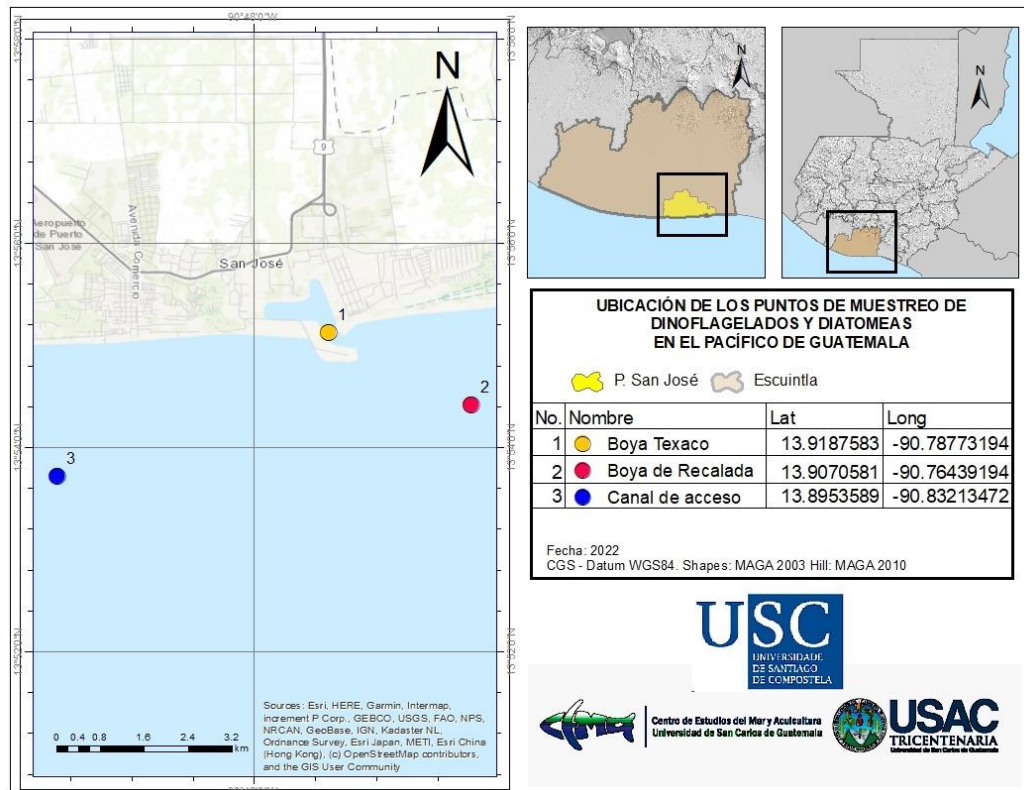 90°48'0"W
13°58'0"N
13°58'0"N
N
9
Aeropuerto
de Puerto
San José
Avenida Comercio
13°56'0"N
13°56'0"N
San José
1
2
13°54'0"N
13°54'0"N
3
13°52'0"N
13°52'0"N
0 0.4 0.8 1.6 2.4 3.2
km
Sources: Esri, HERE, Garmin, Intermap,
increment P Corp., GEBCO, USGS, FAO, NPS,
NRCAN, GeoBase, IGN, Kadaster NL,
Ordnance Survey, Esri Japan, METI, Esri China
(Hong Kong), (c) OpenStreetMap contributors,
and the GIS User Community
N
N
UBICACIÓN DE LOS PUNTOS DE MUESTREO DE
DINOFLAGELADOS Y DIATOMEAS
EN EL PACÍFICO DE GUATEMALA
P. San José Escuintla
No. Nombre Lat Long
1 Boya Texaco 13.9187583 -90.78773194
2 Boya de Recalada 13.9070581 -90.76439194
3 Canal de acceso 13.8953589 -90.83213472
Fecha: 2022
CGS - Datum WGS84. Shapes: MAGA 2003 Hill: MAGA 2010
USC
UNIVERSIDADE
DE SANTIAGO
DE COMPOSTELA
Centro de Estudios del Mar y Acuicultura
Universidad de San Carlos de Guatemala
USAC
TRICENTENARIA
Universidad de San Carlos de Guatemala